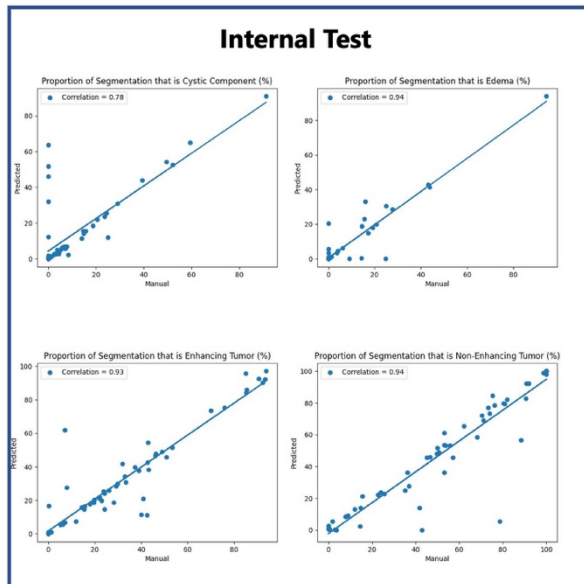 Internal Test
Proportion of Segmentation that is Cystic Component (%)
Correlation = 0.78
80
60
40
20
0
Predicted
0 20 40 60 80
Manual
Proportion of Segmentation that is Edema (%)
Correlation = 0.94
80
60
40
20
0
Predicted
0 20 40 60 80
Manual
Proportion of Segmentation that is Enhancing Tumor (%)
Correlation = 0.93
100
80
60
40
20
0
Predicted
0 20 40 60 80
Manual
Proportion of Segmentation that is Non-Enhancing Tumor (%)
Correlation = 0.94
100
80
60
40
20
0
Predicted
0 20 40 60 80 100
Manual